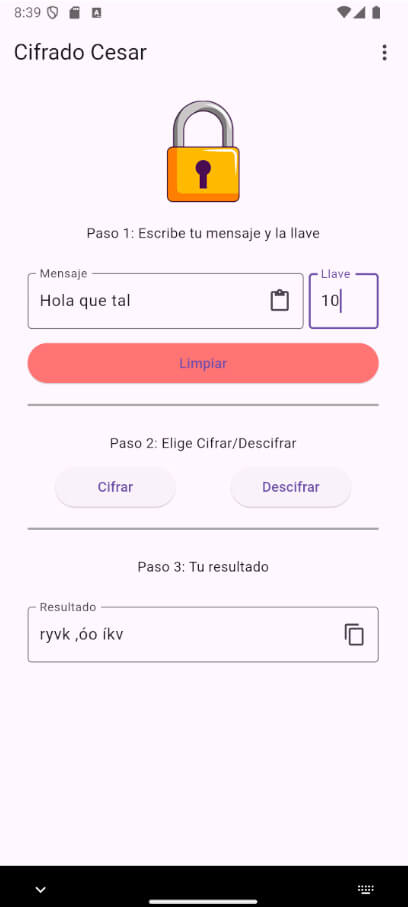 8:39
Cifrado Cesar
Paso 1: Escribe tu mensaje y la llave
Mensaje Llave
Hola que tal 10
Limpiar
Paso 2: Elige Cifrar/Descifrar
Cifrar Descifrar
Paso 3: Tu resultado
Resultado
ryvk ,óo íkv